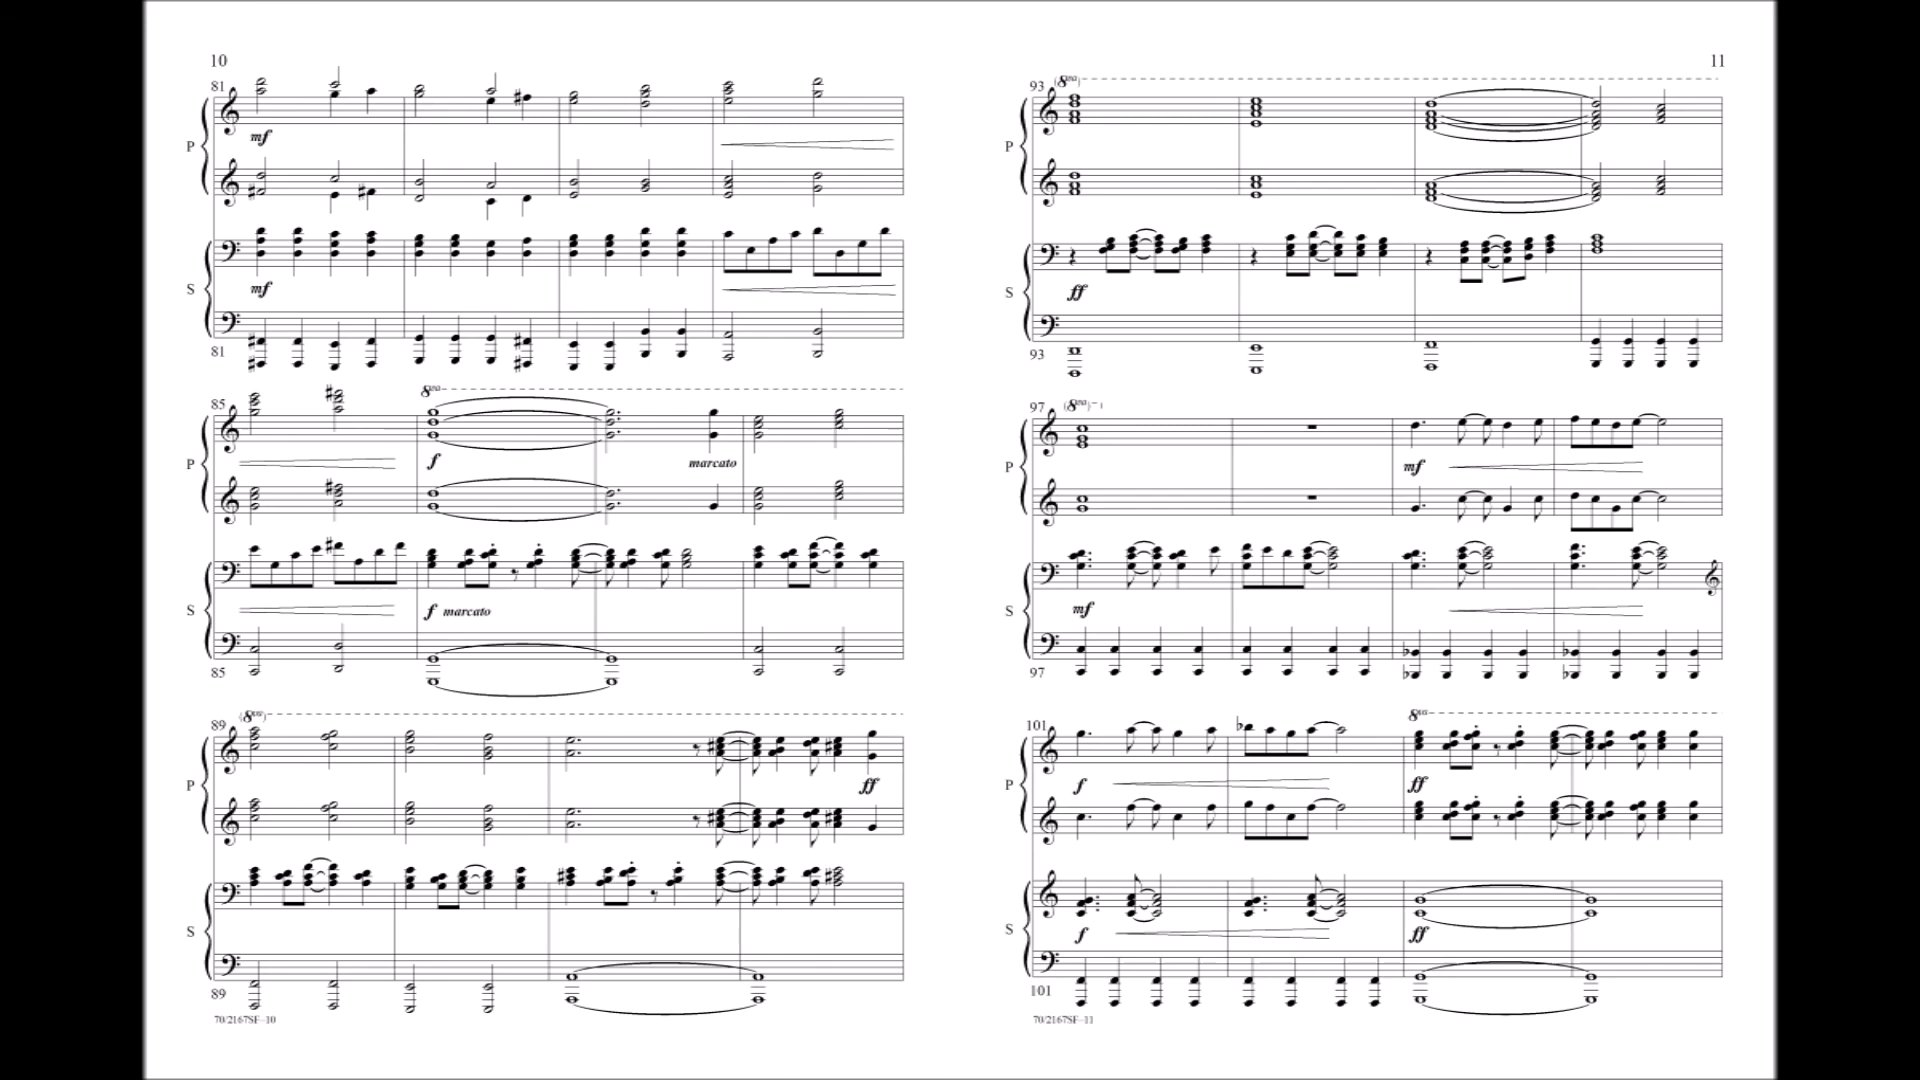 10
81
P
mf
S
mf
81
85
8va
P
f
marcato
S
f marcato
85
89
(8va)
P
ff
S
89
70/2167SF–10
11
93
(8va)
P
S
ff
93
97
(8va)
P
mf
S
mf
97
101
8va
P
f
ff
S
f
ff
101
70/2167SF–11